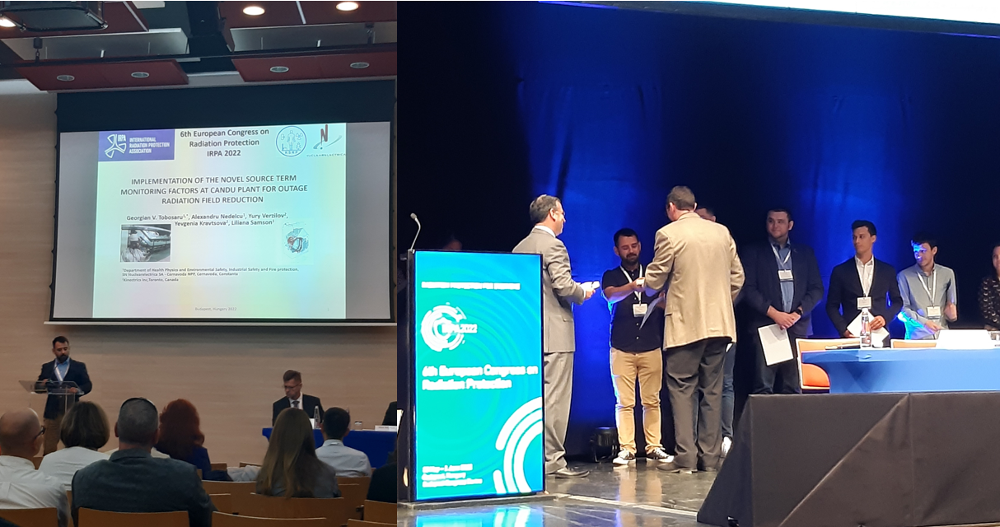 IRPA
INTERNATIONAL
RADIATION PROTECTION
ASSOCIATION
6th European Congress on
Radiation Protection
IRPA 2022
IMPLEMENTATION OF THE NOVEL SOURCE TERM
MONITORING FACTORS AT CANDU PLANT FOR OUTAGE
RADIATION FIELD REDUCTION
Georgian V. Tobosaru¹,*, Alexandru Nedelcu¹, Yury Verzilov²,
Yevgenia Kravtsova², Liliana Samson¹
¹Department of Health Physics and Environmental Safety, Industrial Safety and Fire protection,
SN Nuclearelectrica SA - Cernavoda NPP, Cernavoda, Constanta
²Kinectrics Inc,Toronto, Canada
Budapest, Hungary 2022
IRPA 2022
6th European Congress on
Radiation Protection